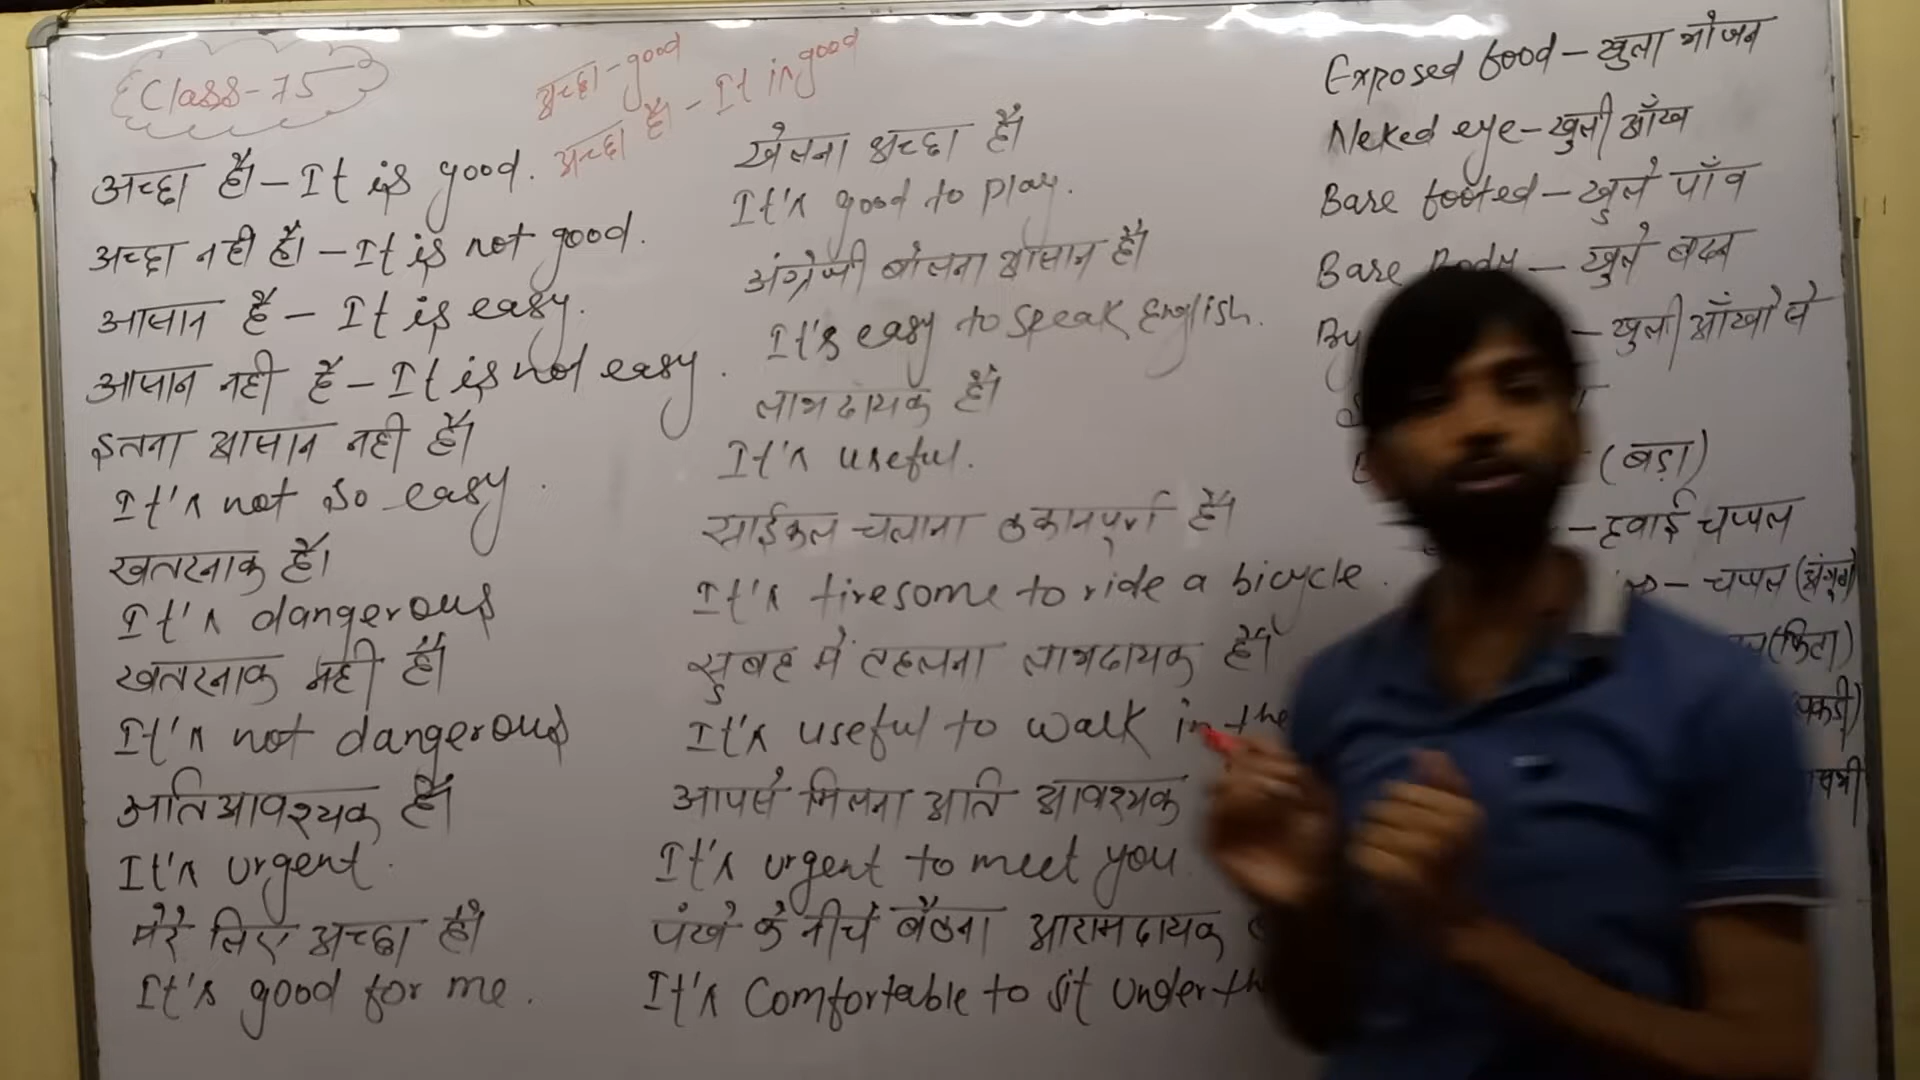 Class-75
अच्छा-good
अच्छा है।-It is good
अच्छा है।-It is good.
अच्छा नही है।-It is not good.
आसान है-It is easy.
आसान नही है-It is not easy.
इतना आसान नही है।
It's not so easy.
खतरनाक है।
It's dangerous
खतरनाक नही है।
It's not dangerous
अतिआवश्यक है।
It's urgent.
मेरे लिए अच्छा है।
It's good for me.
खेलना अच्छा है।
It's good to play.
अंग्रेजी बोलना आसान है।
It's easy to speak English.
लाभदायक है।
It's useful.
साईकल चलाना थकानपूर्ण है।
It's tiresome to ride a bicycle.
सुबह में टहलना लाभदायक है।
It's useful to walk in the
आपसे मिलना अति आवश्यक
It's urgent to meet you
पंखे के नीचे बैठना आरामदायक
It's Comfortable to sit under
Exposed food-खुला भोजन
Neked eye-खुली आँख
Bare footed-खुले पाँव
Bare Body-खुले बदन
By -खुली आँखो से
(बड़ा)
-हवाई चप्पल
-चप्पल
(फिता)